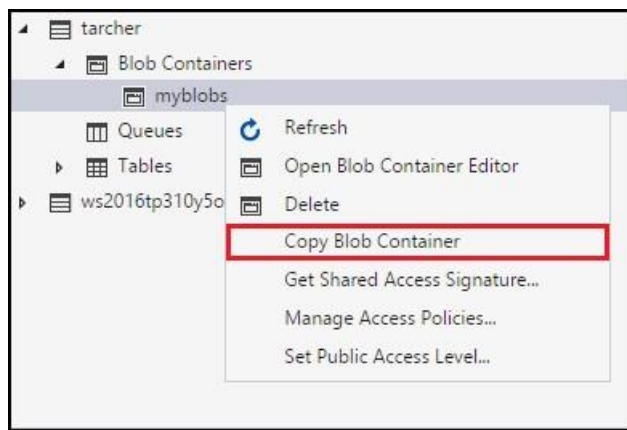 tarcher
Blob Containers
myblobs
Queues
Tables
ws2016tp310y5o
Refresh
Open Blob Container Editor
Delete
Copy Blob Container
Get Shared Access Signature...
Manage Access Policies...
Set Public Access Level...